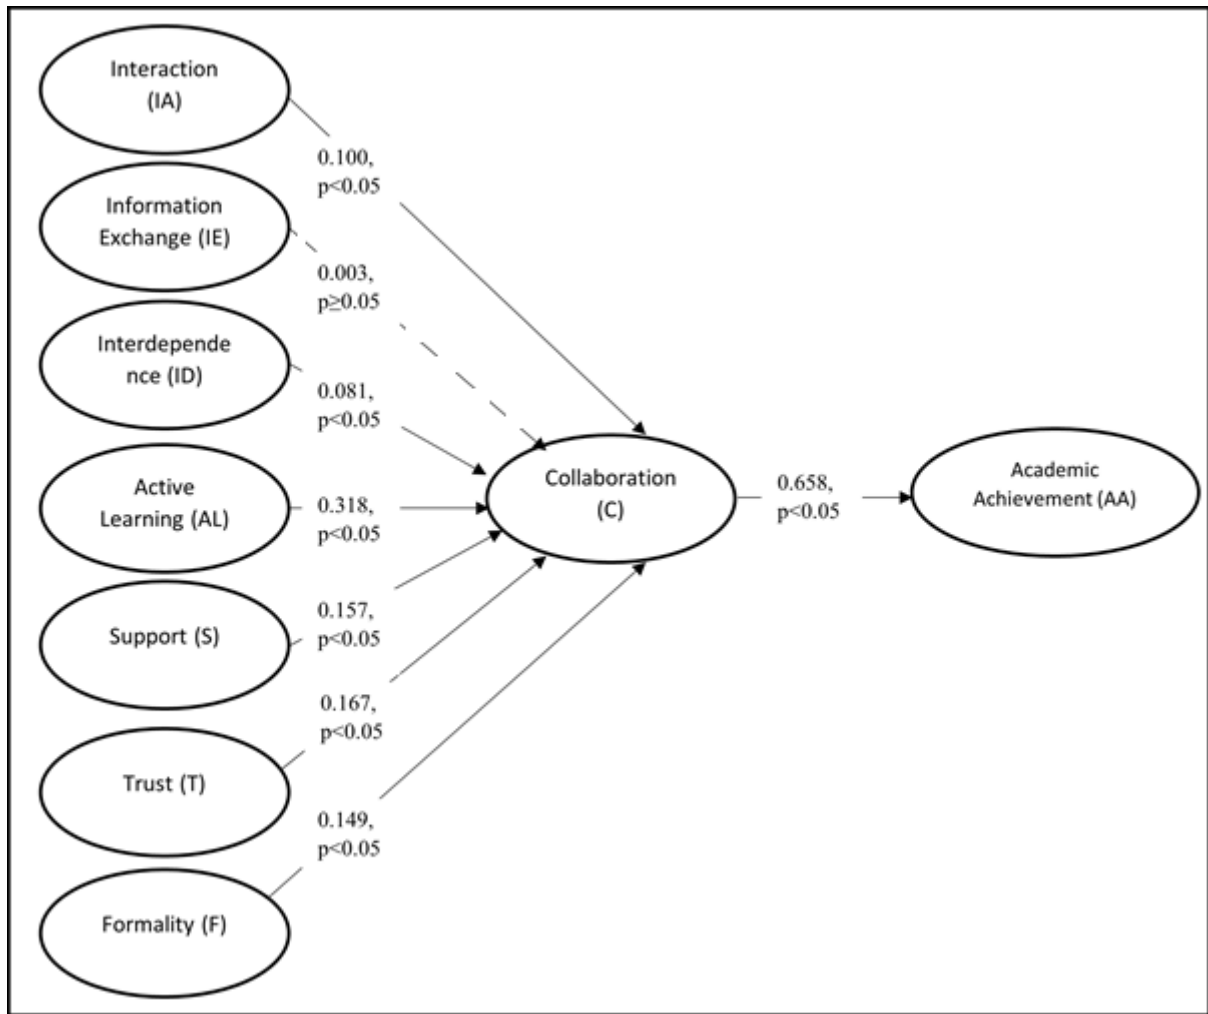 Interaction
(IA)
0.100,
p<0.05
Information
Exchange (IE)
0.003,
p≥0.05
Interdepende
nce (ID)
0.081,
p<0.05
Active
Learning (AL)
0.318,
p<0.05
Support (S)
0.157,
p<0.05
Trust (T)
0.167,
p<0.05
Formality (F)
0.149,
p<0.05
Collaboration
(C)
0.658,
p<0.05
Academic
Achievement (AA)